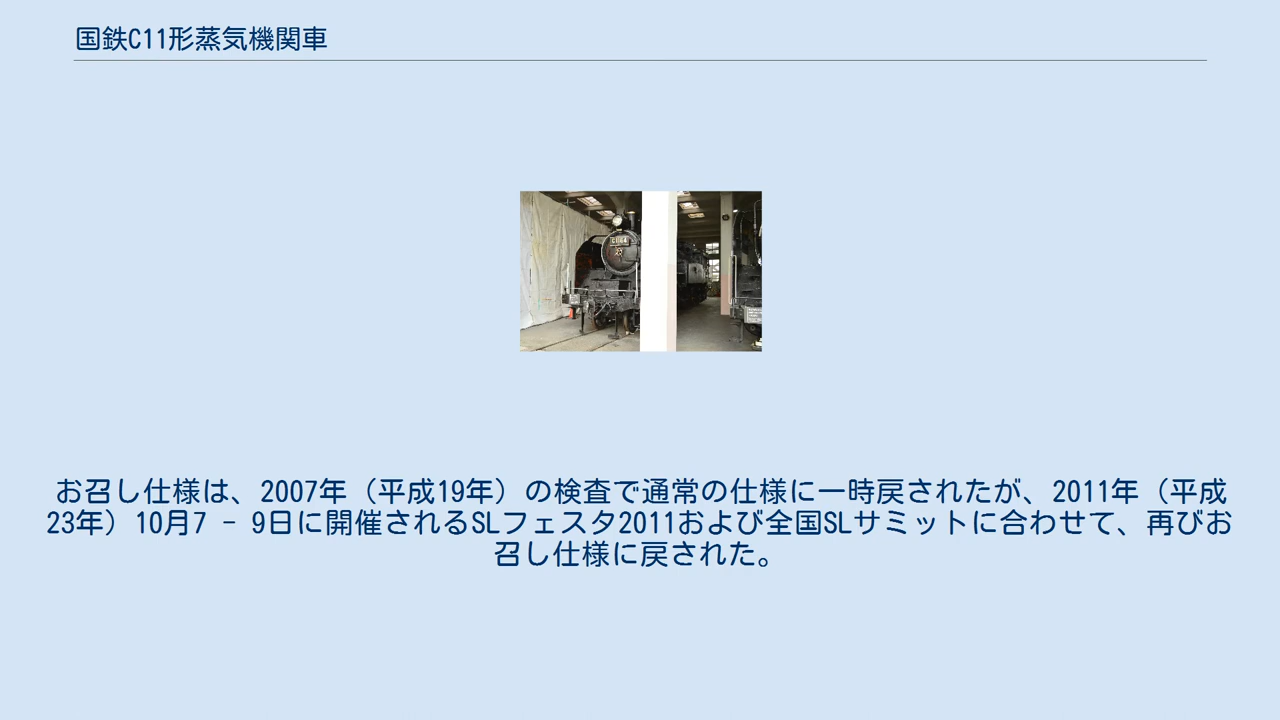 国鉄C11形蒸気機関車
お召し仕様は、2007年（平成19年）の検査で通常の仕様に一時戻されたが、2011年（平成
23年）10月7 - 9日に開催されるSLフェスタ2011および全国SLサミットに合わせて、再びお
召し仕様に戻された。